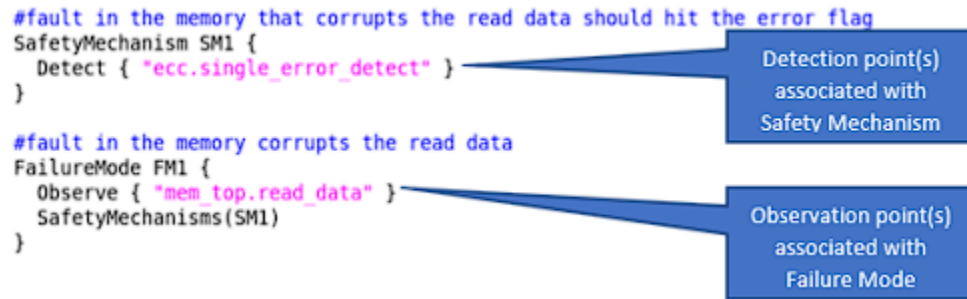 #fault in the memory that corrupts the read data should hit the error flag
SafetyMechanism SM1 {
  Detect { "ecc.single_error_detect" }
}
Detection point(s)
associated with
Safety Mechanism
#fault in the memory corrupts the read data
FailureMode FM1 {
  Observe { "mem_top.read_data" }
  SafetyMechanisms(SM1)
}
Observation point(s)
associated with
Failure Mode